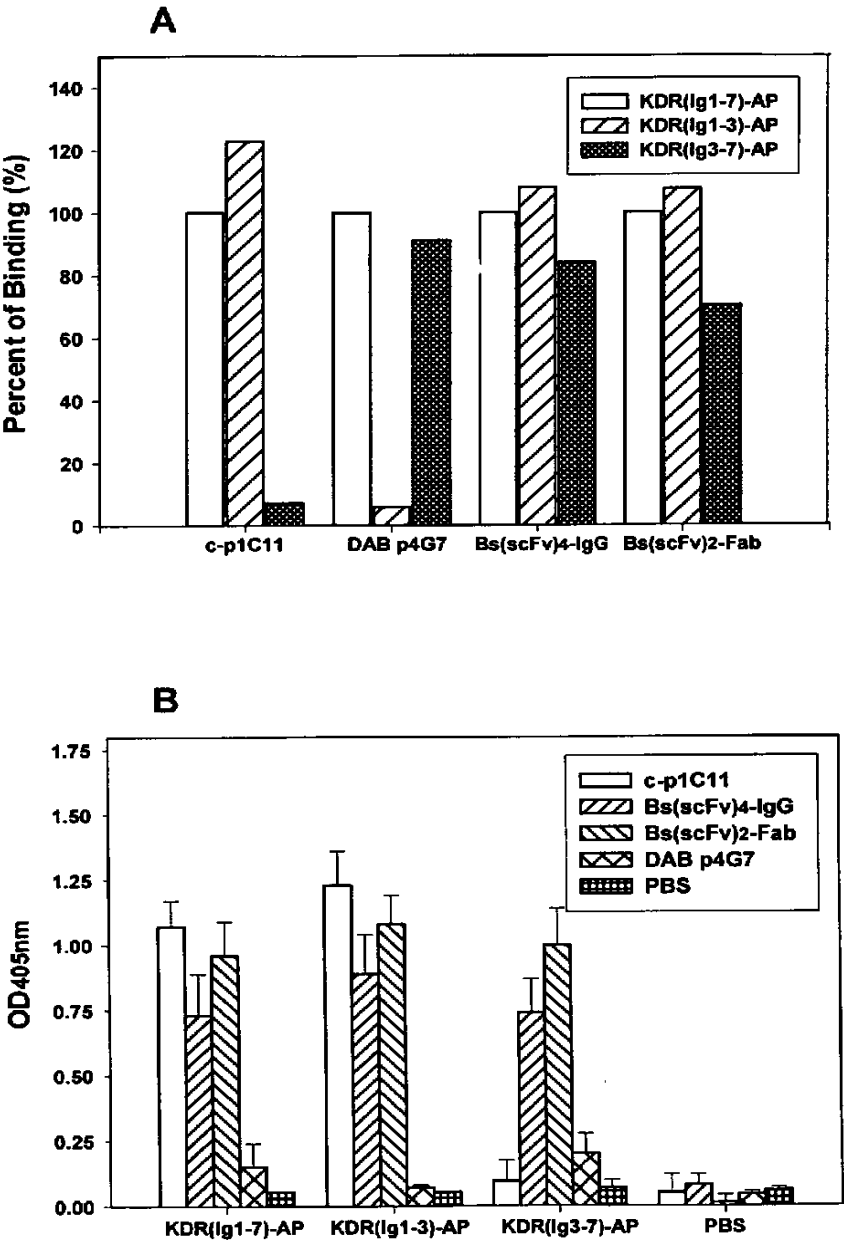 A
140
120
100
80
60
40
20
0
Percent of Binding (%)
KDR(Ig1-7)-AP
KDR(Ig1-3)-AP
KDR(Ig3-7)-AP
c-p1C11 DAB p4G7 Bs(scFv)4-IgG Bs(scFv)2-Fab
B
1.75
1.50
1.25
1.00
0.75
0.50
0.25
0.00
OD405nm
c-p1C11
Bs(scFv)4-IgG
Bs(scFv)2-Fab
DAB p4G7
PBS
KDR(Ig1-7)-AP KDR(Ig1-3)-AP KDR(Ig3-7)-AP PBS